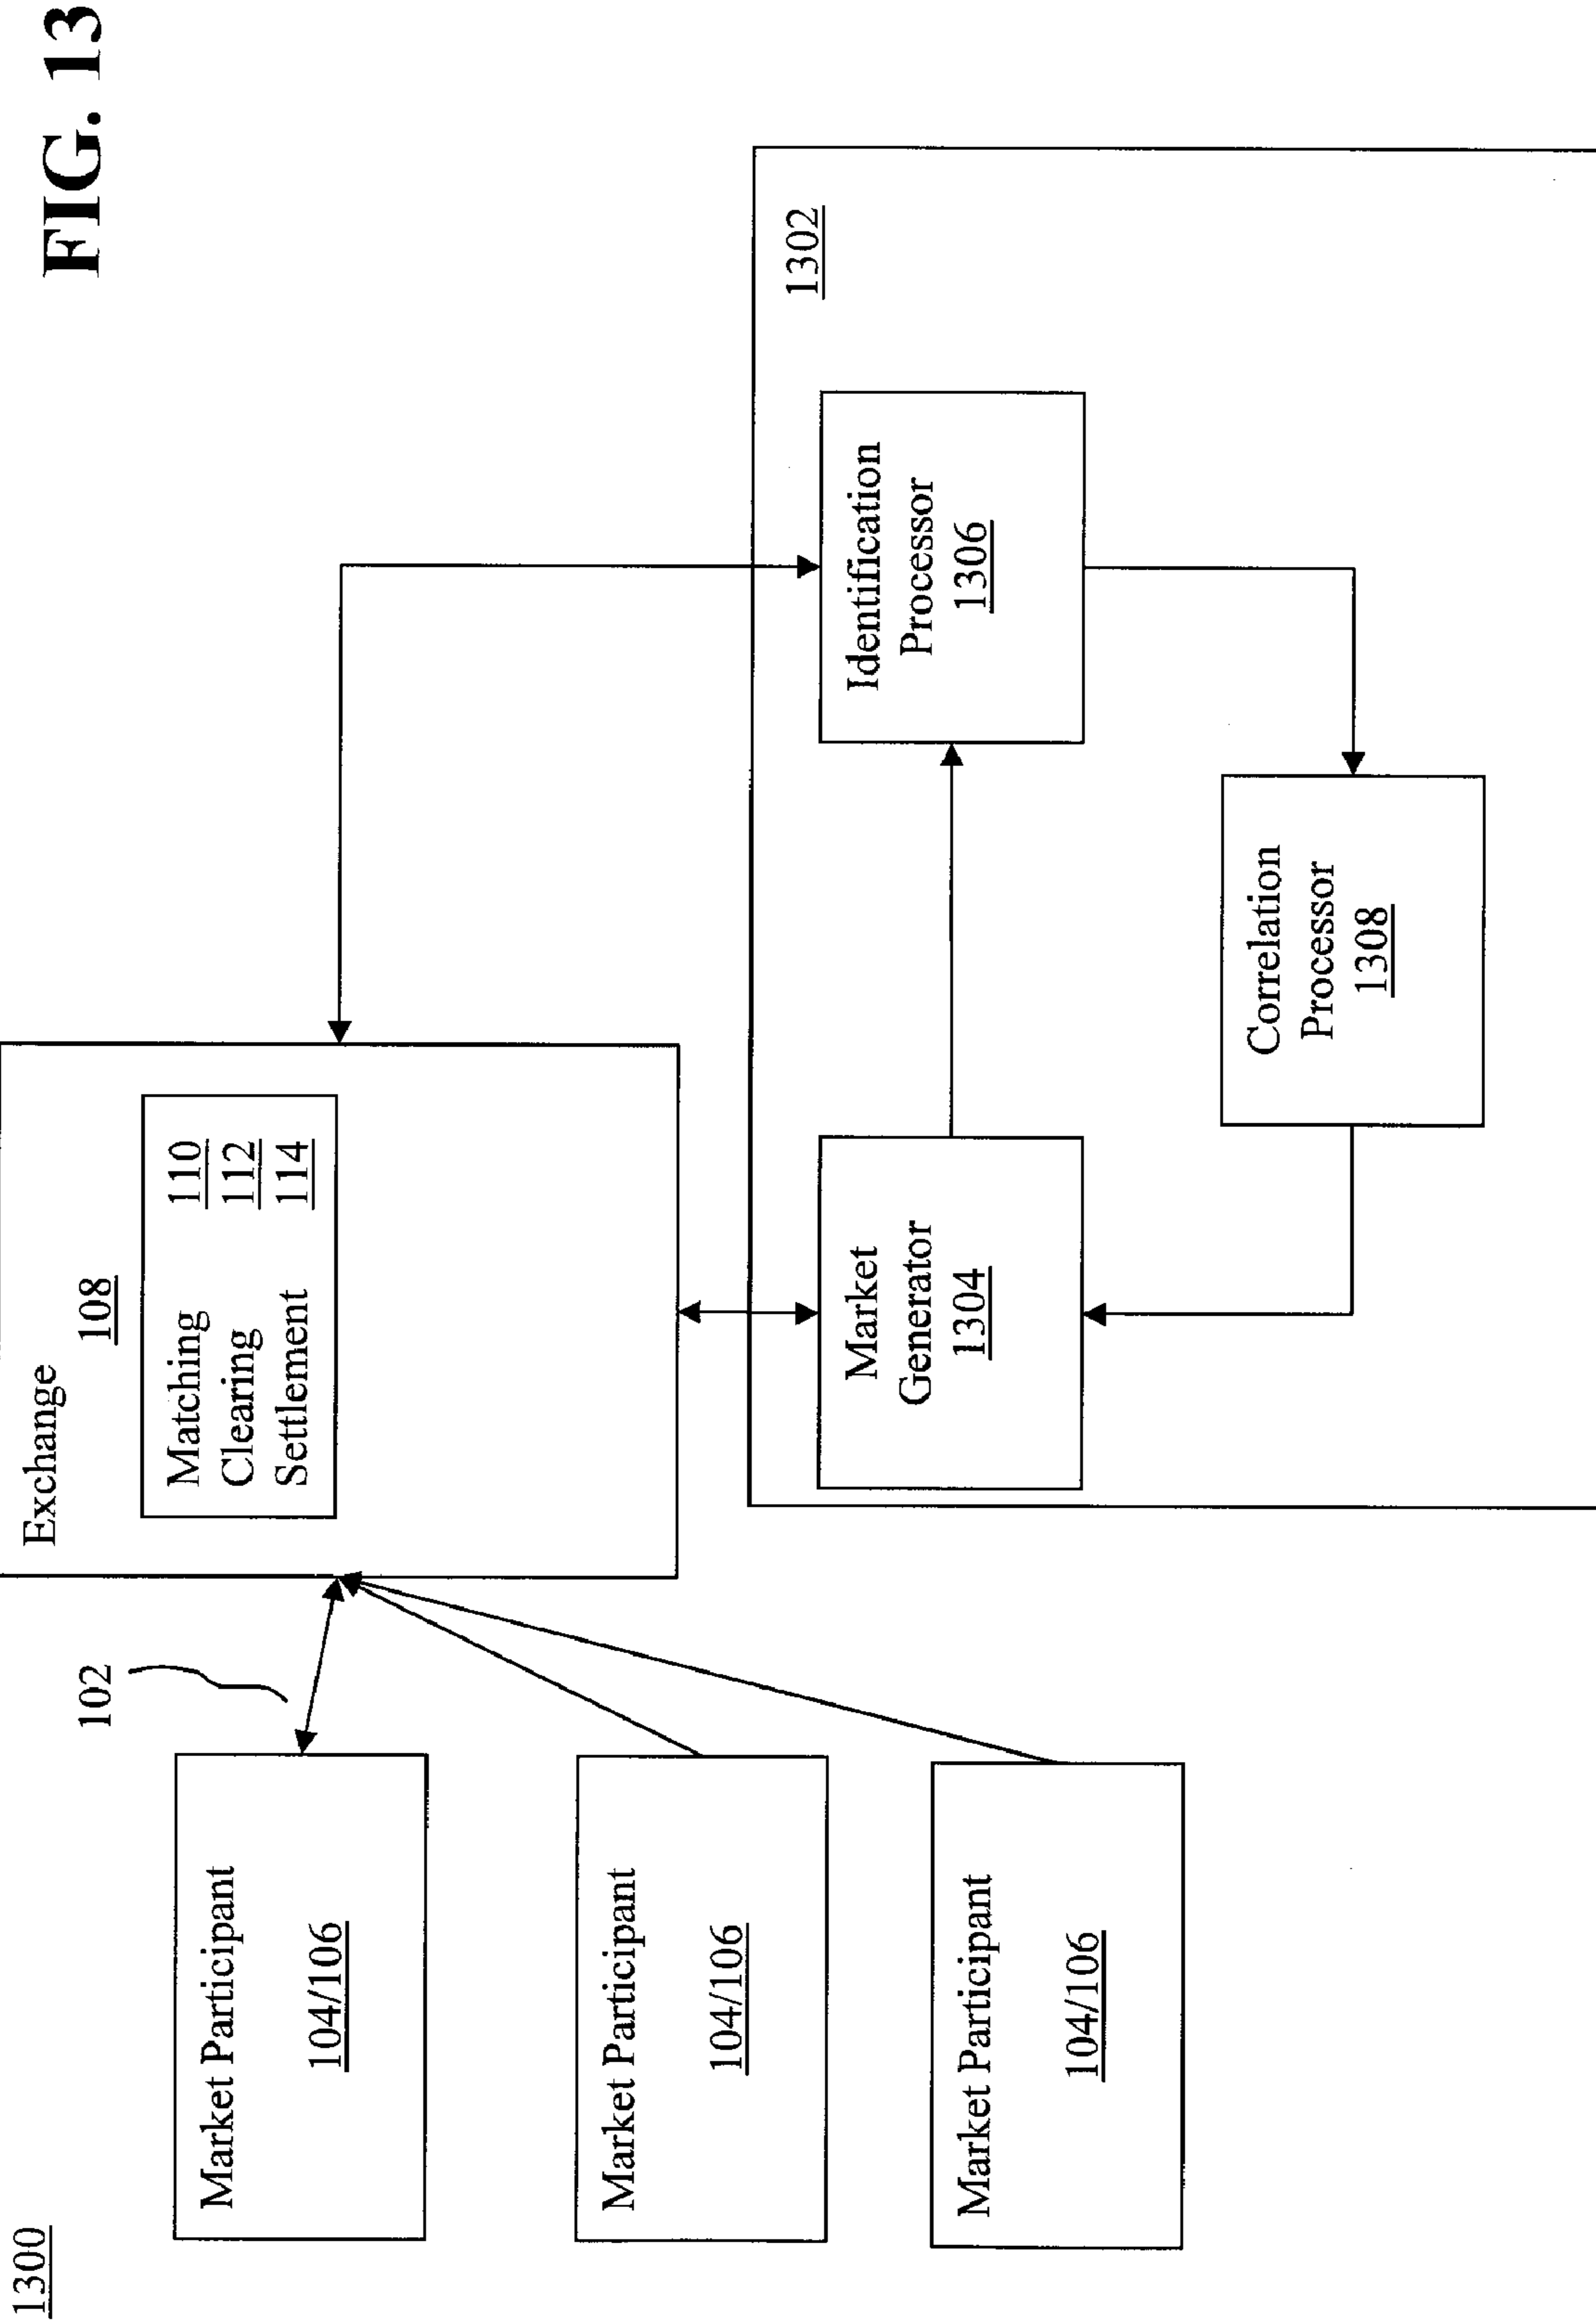 FIG. 13
1300
Exchange
108
Matching 110
Clearing 112
Settlement 114
102
Market Participant
104/106
Market Participant
104/106
Market Participant
104/106
1302
Market
Generator
1304
Identification
Processor
1306
Correlation
Processor
1308